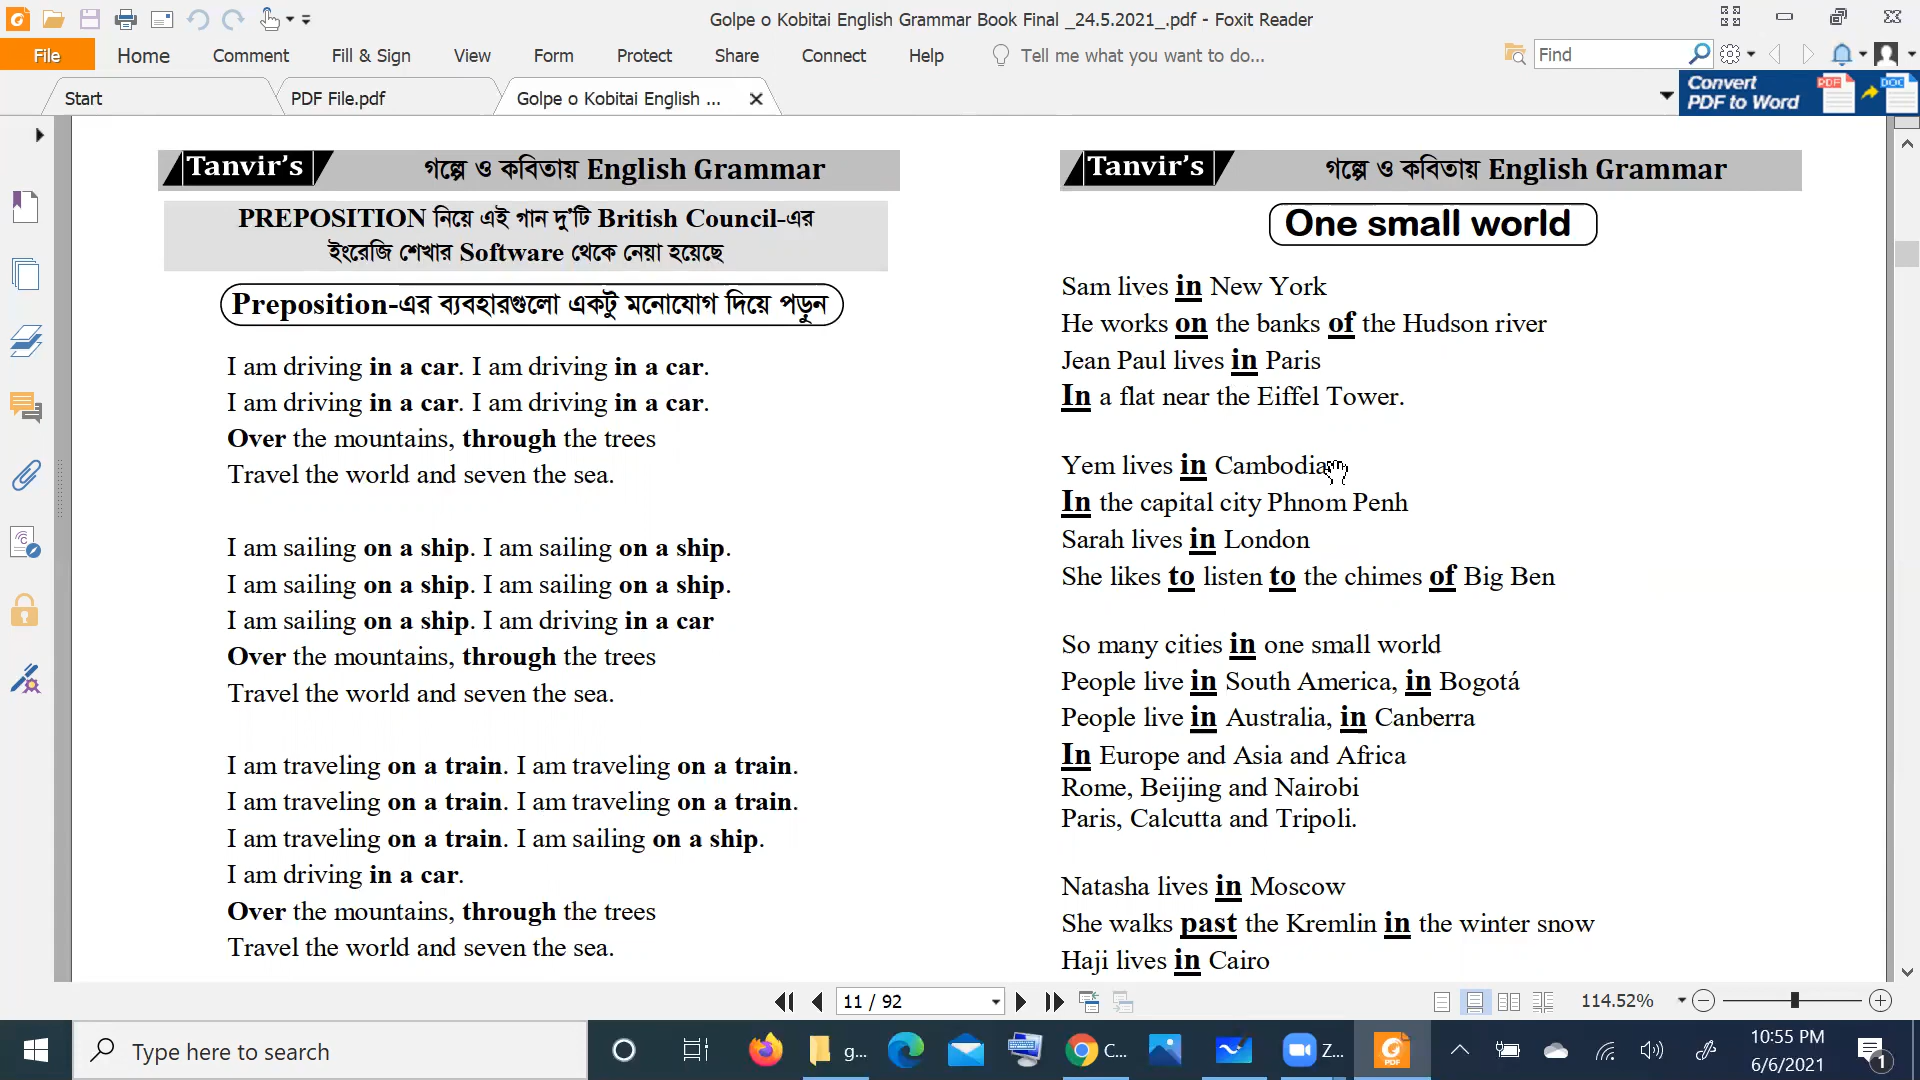 Golpe o Kobitai English Grammar Book Final _24.5.2021_.pdf - Foxit Reader
File Home Comment Fill & Sign View Form Protect Share Connect Help Tell me what you want to do... Find
Start PDF File.pdf Golpe o Kobitai English ...
Convert
PDF to Word
PDF DOC
Tanvir's গল্পে ও কবিতায় English Grammar
PREPOSITION নিয়ে এই গান দু'টি British Council-এর
ইংরেজি শেখার Software থেকে নেয়া হয়েছে
Preposition-এর ব্যবহারগুলো একটু মনোযোগ দিয়ে পড়ুন
I am driving in a car. I am driving in a car.
I am driving in a car. I am driving in a car.
Over the mountains, through the trees
Travel the world and seven the sea.
I am sailing on a ship. I am sailing on a ship.
I am sailing on a ship. I am sailing on a ship.
I am sailing on a ship. I am driving in a car
Over the mountains, through the trees
Travel the world and seven the sea.
I am traveling on a train. I am traveling on a train.
I am traveling on a train. I am traveling on a train.
I am traveling on a train. I am sailing on a ship.
I am driving in a car.
Over the mountains, through the trees
Travel the world and seven the sea.
Tanvir's গল্পে ও কবিতায় English Grammar
One small world
Sam lives in New York
He works on the banks of the Hudson river
Jean Paul lives in Paris
In a flat near the Eiffel Tower.
Yem lives in Cambodia
In the capital city Phnom Penh
Sarah lives in London
She likes to listen to the chimes of Big Ben
So many cities in one small world
People live in South America, in Bogotá
People live in Australia, in Canberra
In Europe and Asia and Africa
Rome, Beijing and Nairobi
Paris, Calcutta and Tripoli.
Natasha lives in Moscow
She walks past the Kremlin in the winter snow
Haji lives in Cairo
11 / 92 114.52%
Type here to search g... C... Z... 10:55 PM
6/6/2021
1